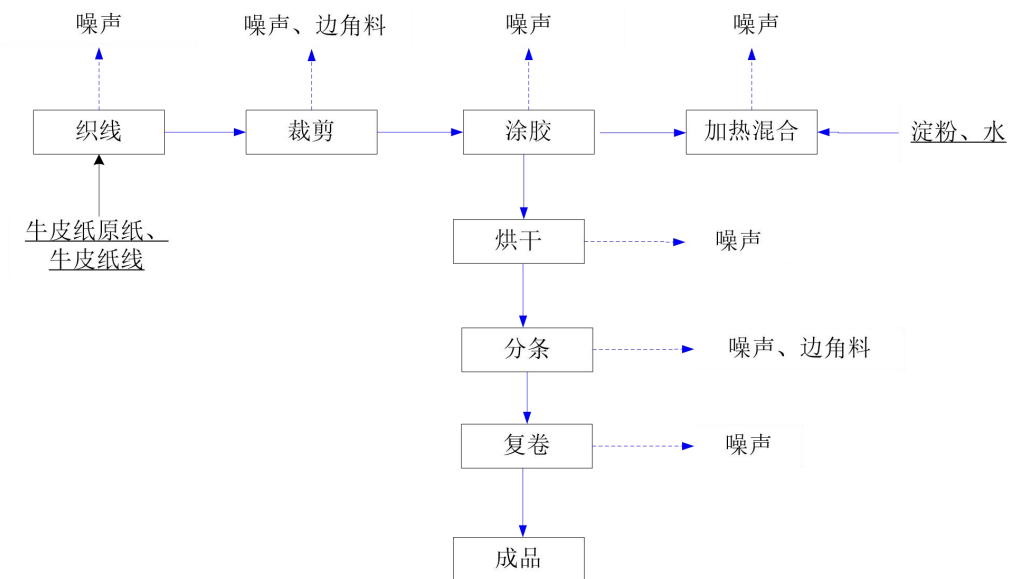 噪声
噪声、边角料
噪声
噪声
织线
裁剪
涂胶
加热混合
淀粉、水
牛皮纸原纸、
牛皮纸线
烘干
噪声
分条
噪声、边角料
复卷
噪声
成品